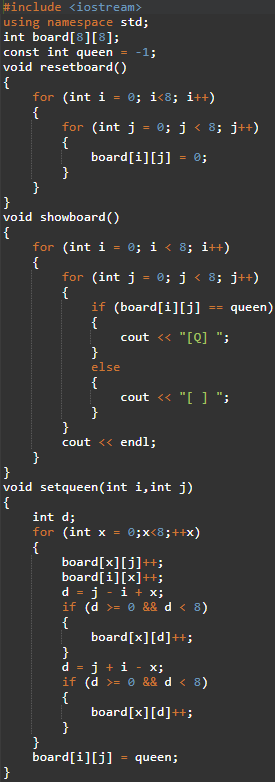 #include <iostream>
using namespace std;
int board[8][8];
const int queen = -1;
void resetboard()
{
    for (int i = 0; i<8; i++)
    {
        for (int j = 0; j < 8; j++)
        {
            board[i][j] = 0;
        }
    }
}
void showboard()
{
    for (int i = 0; i < 8; i++)
    {
        for (int j = 0; j < 8; j++)
        {
            if (board[i][j] == queen)
            {
                cout << "[Q] ";
            }
            else
            {
                cout << "[ ] ";
            }
        }
        cout << endl;
    }
}
void setqueen(int i,int j)
{
    int d;
    for (int x = 0;x<8;++x)
    {
        board[x][j]++;
        board[i][x]++;
        d = j - i + x;
        if (d >= 0 && d < 8)
        {
            board[x][d]++;
        }
        d = j + i - x;
        if (d >= 0 && d < 8)
        {
            board[x][d]++;
        }
    }
    board[i][j] = queen;
}